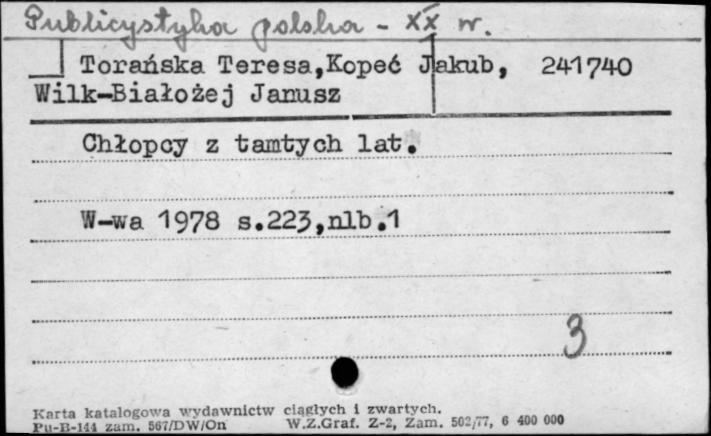 Publicystyka polska - XX w.
Torańska Teresa,Kopeć Jakub, 241740
Wilk-Białożej Janusz
Chłopcy z tamtych lat.
W-wa 1978 s.223,nlb.1
3
Karta katalogowa wydawnictw ciągłych i zwartych.
Pu-B-144 zam. 567/DW/On W.Z.Graf. Z-2, Zam. 502/77, 6 400 000